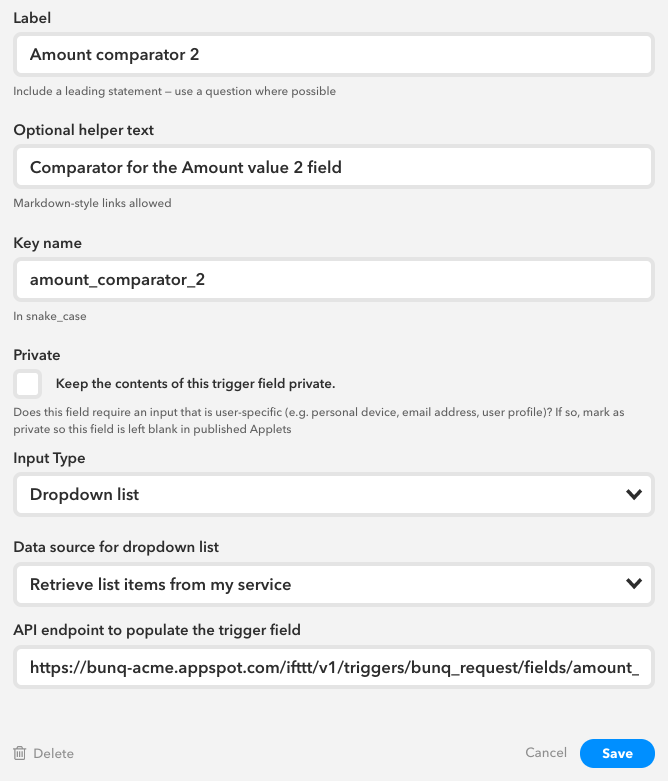 Label
Amount comparator 2
Include a leading statement – use a question where possible
Optional helper text
Comparator for the Amount value 2 field
Markdown-style links allowed
Key name
amount_comparator_2
In snake_case
Private
Keep the contents of this trigger field private.
Does this field require an input that is user-specific (e.g. personal device, email address, user profile)? If so, mark as
private so this field is left blank in published Applets
Input Type
Dropdown list
Data source for dropdown list
Retrieve list items from my service
API endpoint to populate the trigger field
https://bunq-acme.appspot.com/ifttt/v1/triggers/bunq_request/fields/amount_
Delete
Cancel
Save